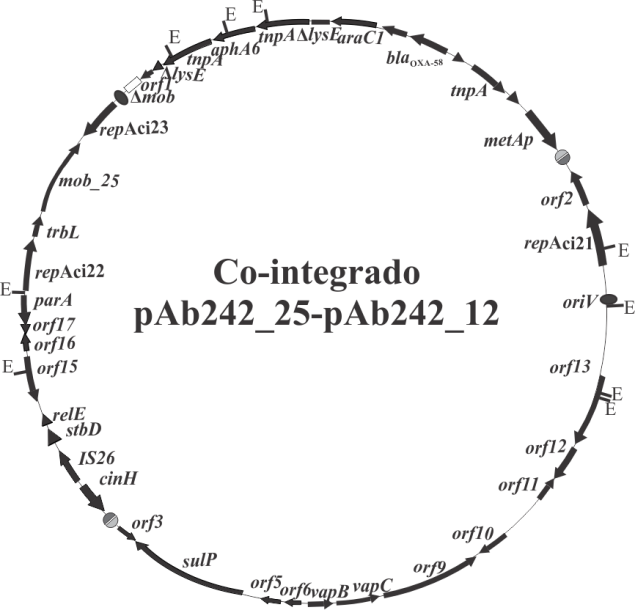 E
tnpA
ΔlysE
araC1
bla OXA-58
tnpA
metAp
orf2
repAci21
E
oriV
E
orf13
E
E
orf12
orf11
orf10
orf9
vapC
vapB
orf6
orf5
sulP
orf3
cinH
IS26
stbD
relE
orf15
E
orf16
orf17
parA
E
repAci22
trbL
mob_25
repAci23
Δmob
orf1
ΔlysE
E
tnpA
aphA6
E
Co-integrado
pAb242_25-pAb242_12